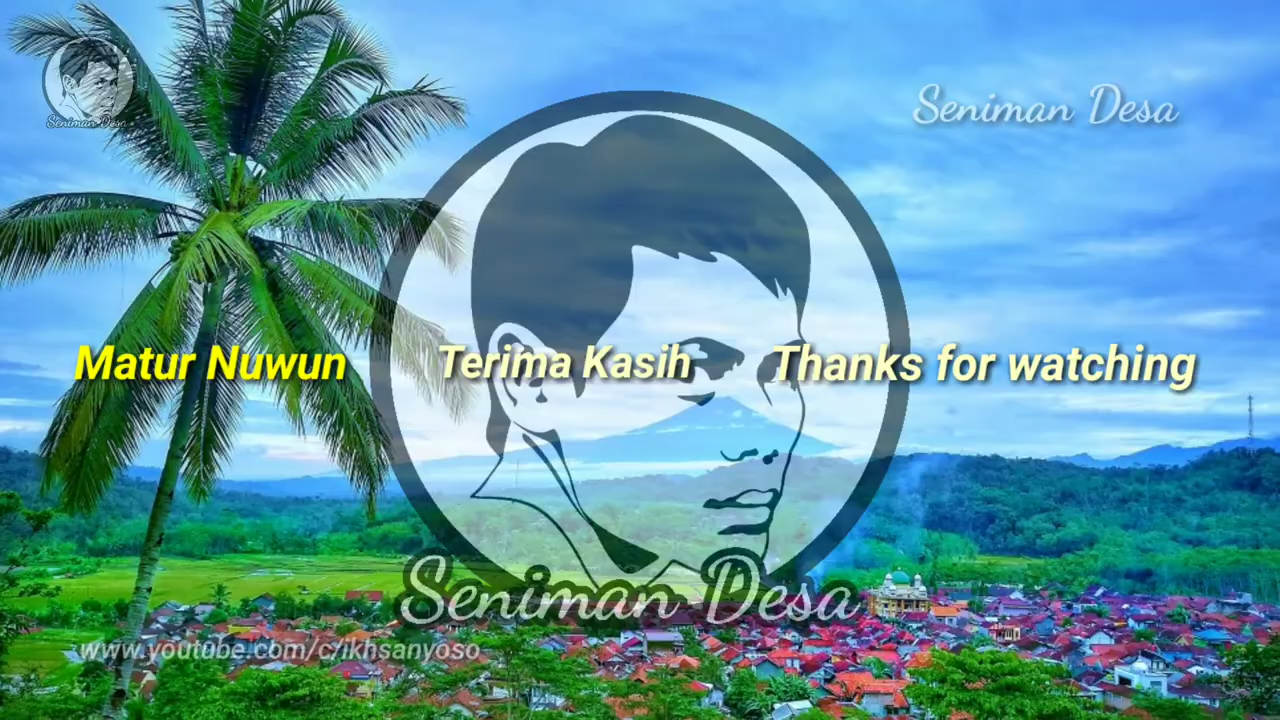 Seniman Desa
Seniman Desa
Matur Nuwun Terima Kasih Thanks for watching
Seniman Desa
www.youtube.com/c/ikhsanyoso